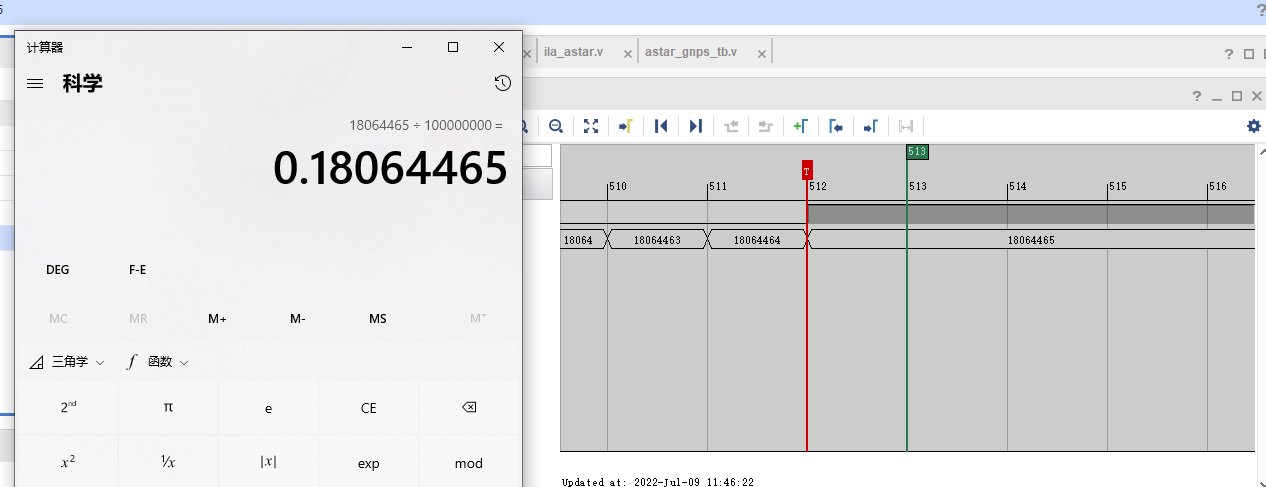 5
计算器
科学
18064465 ÷ 100000000 =
0.18064465
DEG
F-E
MC
MR
M+
M-
MS
M˅
三角学
f 函数
2ⁿᵈ
π
e
CE
x²
¹/x
|x|
exp
mod
ila_astar.v
astar_gnps_tb.v
513
T
510
511
512
513
514
515
516
18064
18064463
18064464
18064465
Updated at: 2022-Jul-09 11:46:22